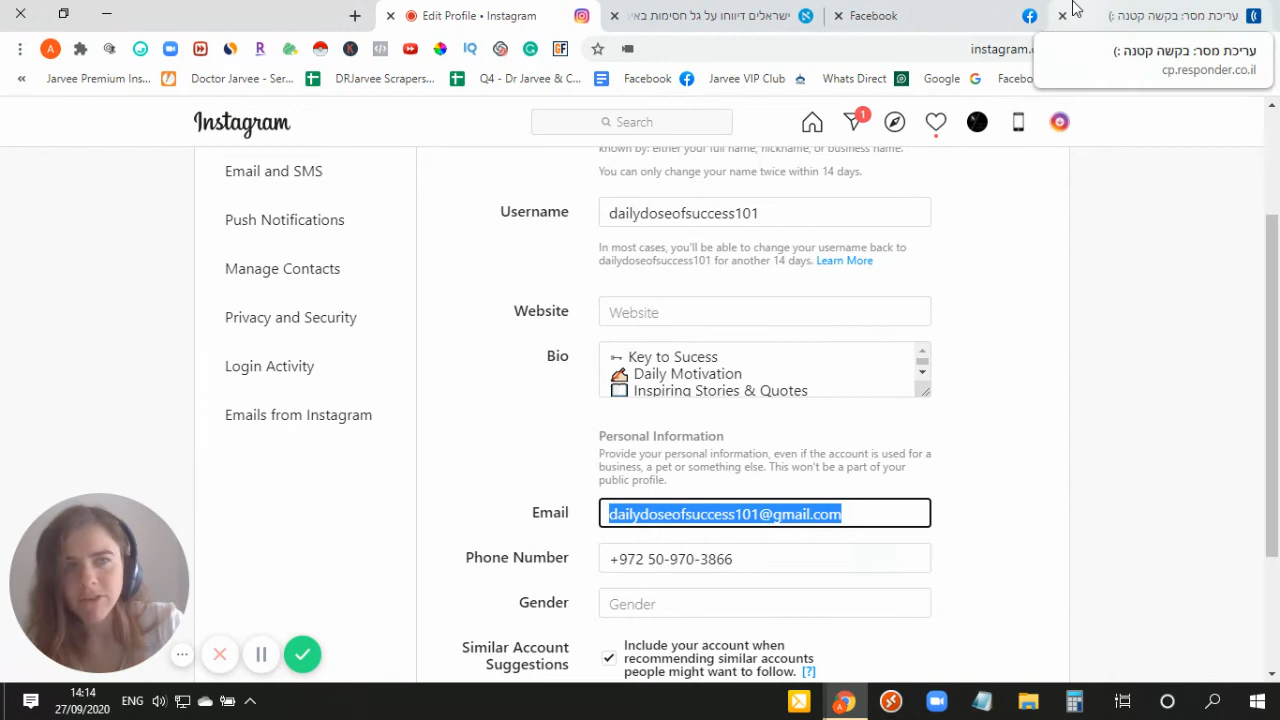 Edit Profile • Instagram
ישראלים דיווחו על גל חסימות באי
Facebook
עריכת מסר: בקשה קטנה :)
instagram.
עריכת מסר: בקשה קטנה :)
cp.responder.co.il
Jarvee Premium Ins...
Doctor Jarvee - Ser...
DRJarvee Scrapers...
Q4 - Dr Jarvee & C...
Facebook
Jarvee VIP Club
Whats Direct
Google
Instagram
Search
1
known by: either your full name, nickname, or business name.
You can only change your name twice within 14 days.
Email and SMS
Push Notifications
Manage Contacts
Privacy and Security
Login Activity
Emails from Instagram
Username
dailydoseofsuccess101
In most cases, you'll be able to change your username back to
dailydoseofsuccess101 for another 14 days. Learn More
Website
Website
Bio
Key to Sucess
Daily Motivation
Inspiring Stories & Quotes
Personal Information
Provide your personal information, even if the account is used for a
business, a pet or something else. This won't be a part of your
public profile.
Email
dailydoseofsuccess101@gmail.com
Phone Number
+972 50-970-3866
Gender
Gender
Similar Account
Suggestions
Include your account when
recommending similar accounts
people might want to follow. [?]
14:14
27/09/2020
ENG